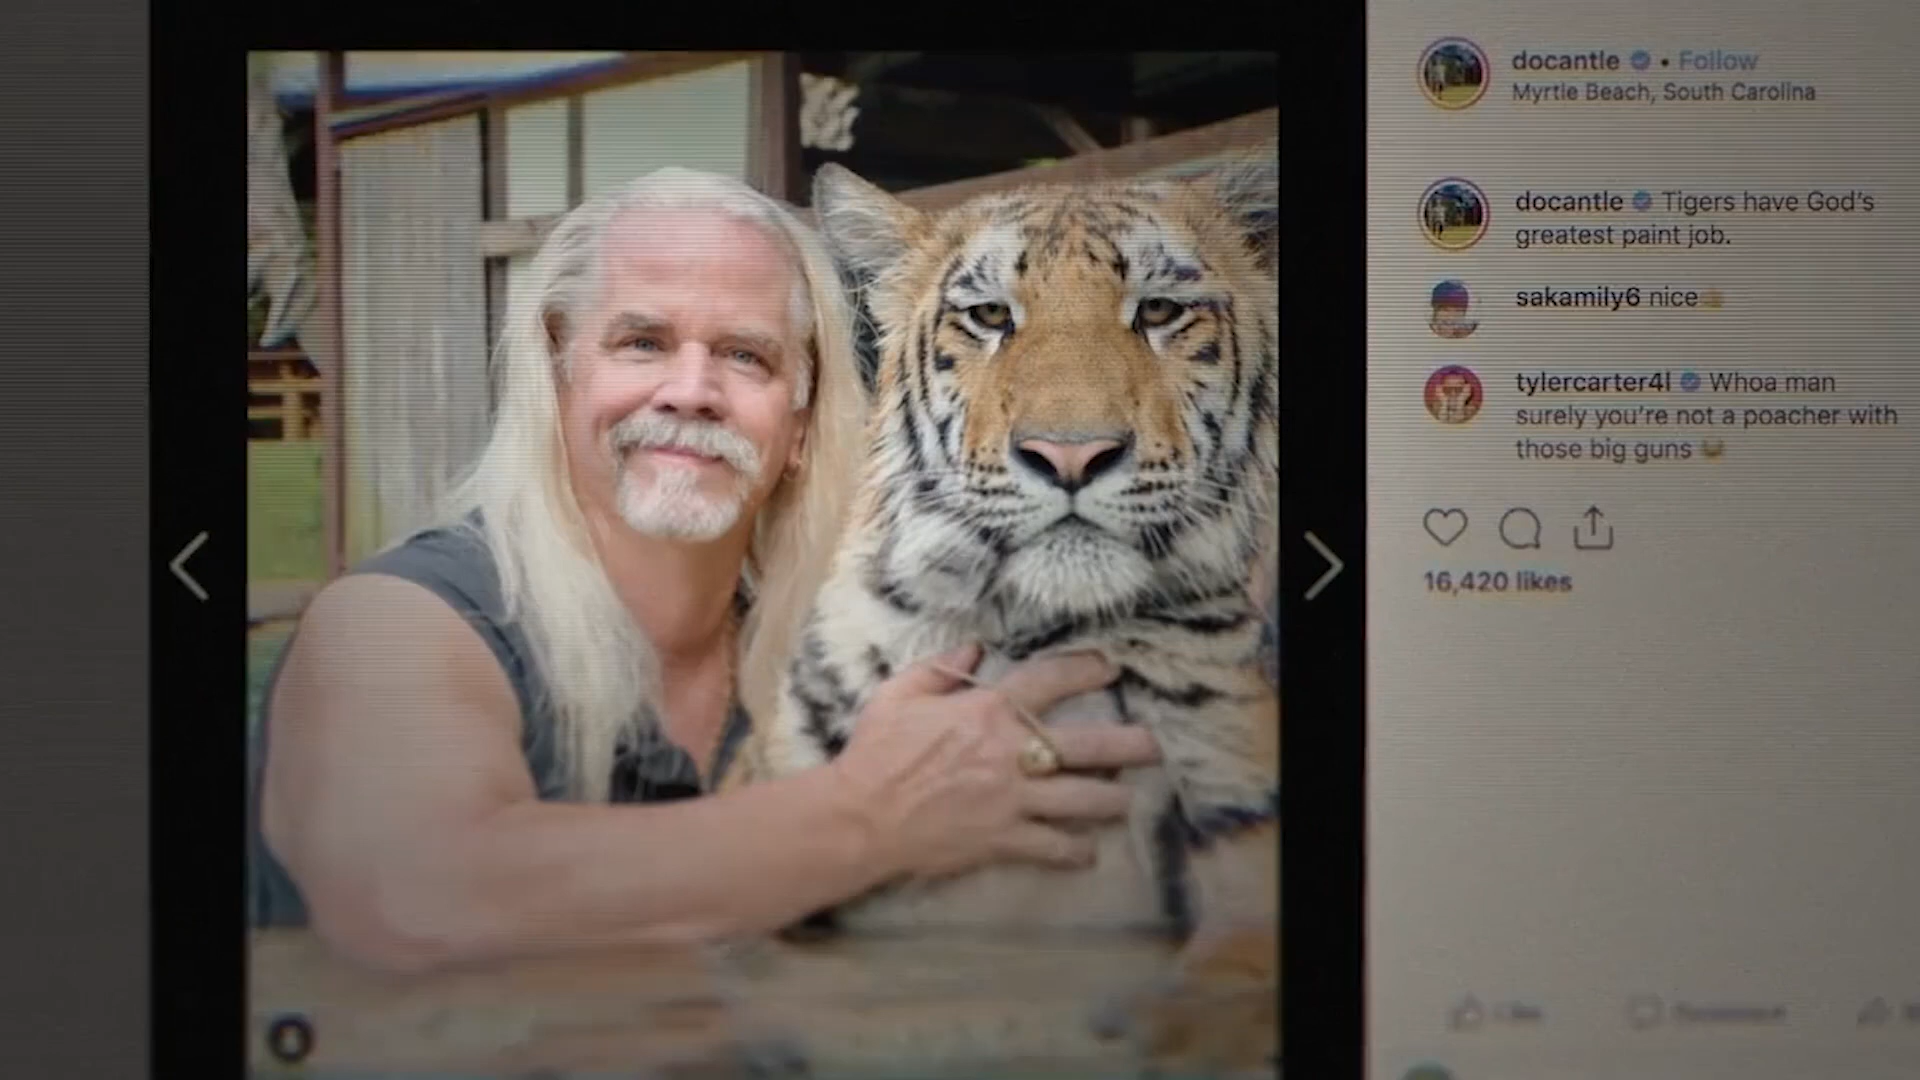 docantle • Follow
Myrtle Beach, South Carolina
docantle Tigers have God's
greatest paint job.
sakamily6 nice
tylercarter4l Whoa man
surely you're not a poacher with
those big guns
16,420 likes
Like